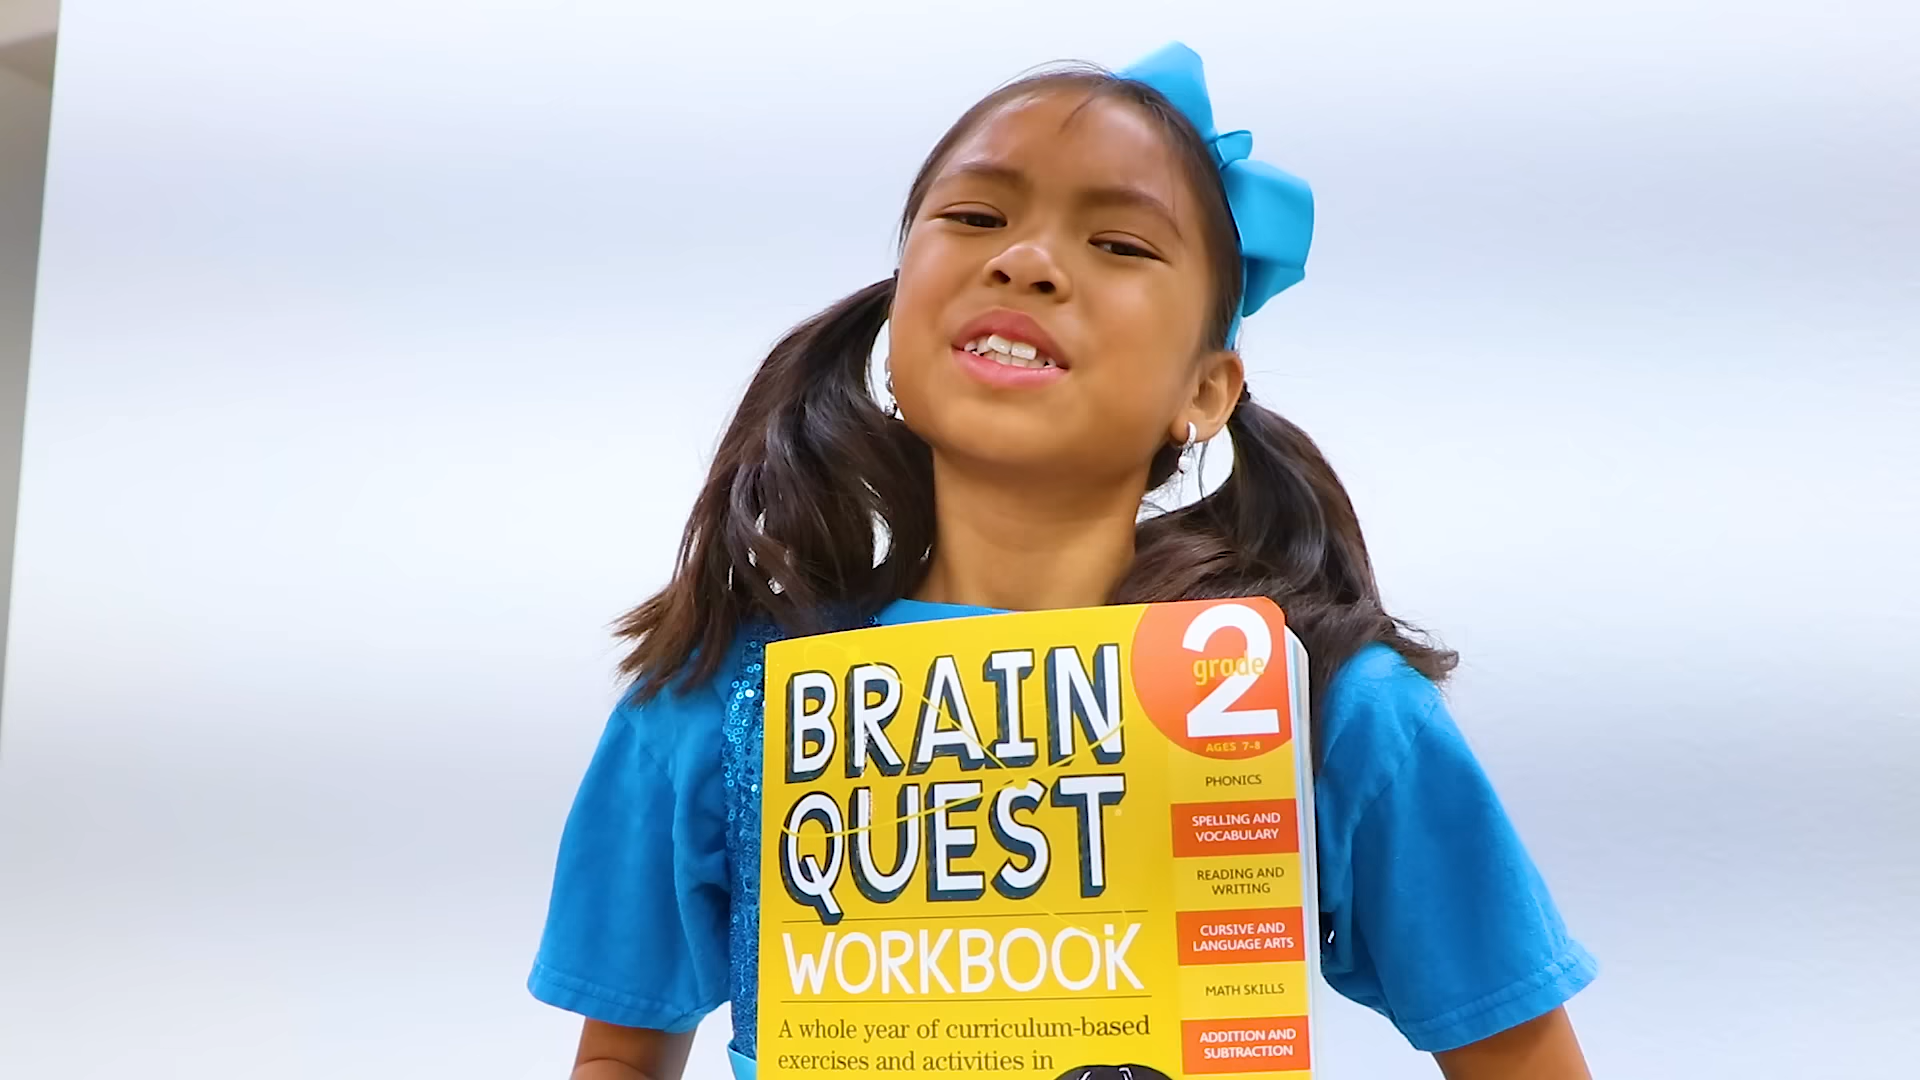 BRAIN
QUEST
WORKBOOK
A whole year of curriculum-based
exercises and activities in
grade
2
AGES 7-8
PHONICS
SPELLING AND
VOCABULARY
READING AND
WRITING
CURSIVE AND
LANGUAGE ARTS
MATH SKILLS
ADDITION AND
SUBTRACTION